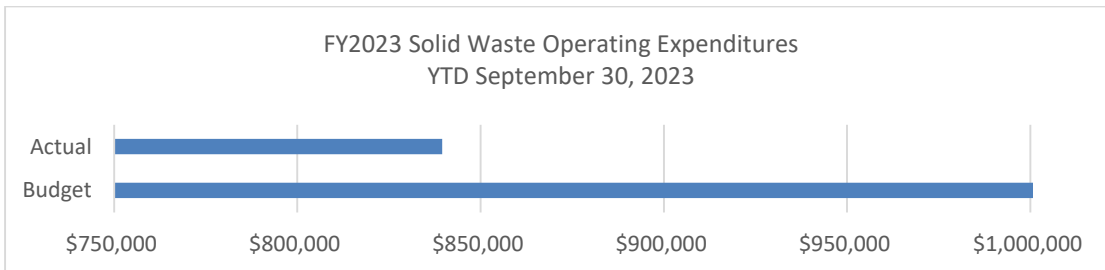 FY2023 Solid Waste Operating Expenditures
YTD September 30, 2023
Actual
Budget
$750,000 $800,000 $850,000 $900,000 $950,000 $1,000,000